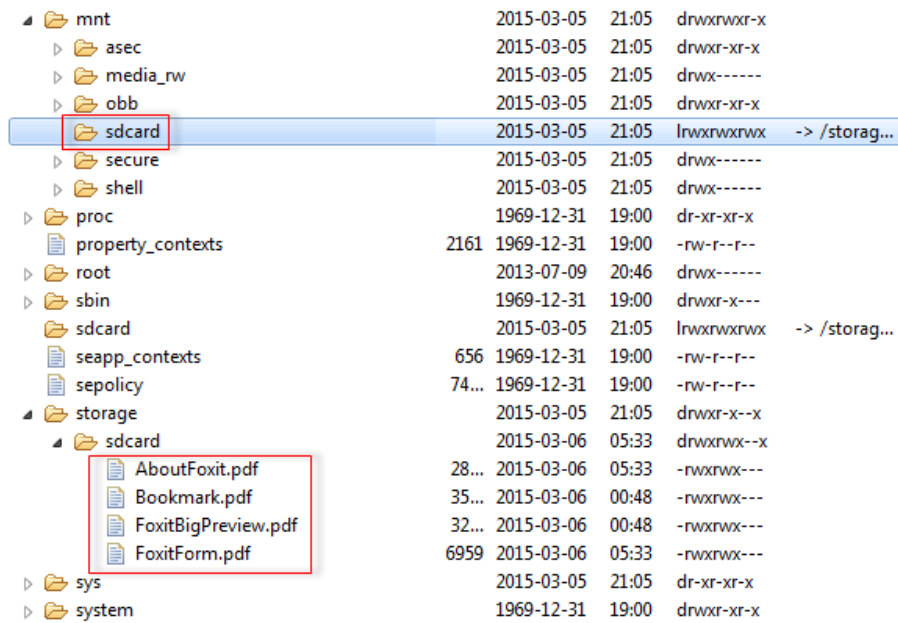 mnt 2015-03-05 21:05 drwxrwxr-x
asec 2015-03-05 21:05 drwxr-xr-x
media_rw 2015-03-05 21:05 drwx------
obb 2015-03-05 21:05 drwxr-xr-x
sdcard 2015-03-05 21:05 lrwxrwxrwx -> /storag...
secure 2015-03-05 21:05 drwx------
shell 2015-03-05 21:05 drwx------
proc 1969-12-31 19:00 dr-xr-xr-x
property_contexts 2161 1969-12-31 19:00 -rw-r--r--
root 2013-07-09 20:46 drwx------
sbin 1969-12-31 19:00 drwxr-x---
sdcard 2015-03-05 21:05 lrwxrwxrwx -> /storag...
seapp_contexts 656 1969-12-31 19:00 -rw-r--r--
sepolicy 74... 1969-12-31 19:00 -rw-r--r--
storage 2015-03-05 21:05 drwxr-x--x
sdcard 2015-03-06 05:33 drwxrwx--x
AboutFoxit.pdf 28... 2015-03-06 05:33 -rwxrwx---
Bookmark.pdf 35... 2015-03-06 00:48 -rwxrwx---
FoxitBigPreview.pdf 32... 2015-03-06 00:48 -rwxrwx---
FoxitForm.pdf 6959 2015-03-06 05:33 -rwxrwx---
sys 2015-03-05 21:05 dr-xr-xr-x
system 1969-12-31 19:00 drwxr-xr-x